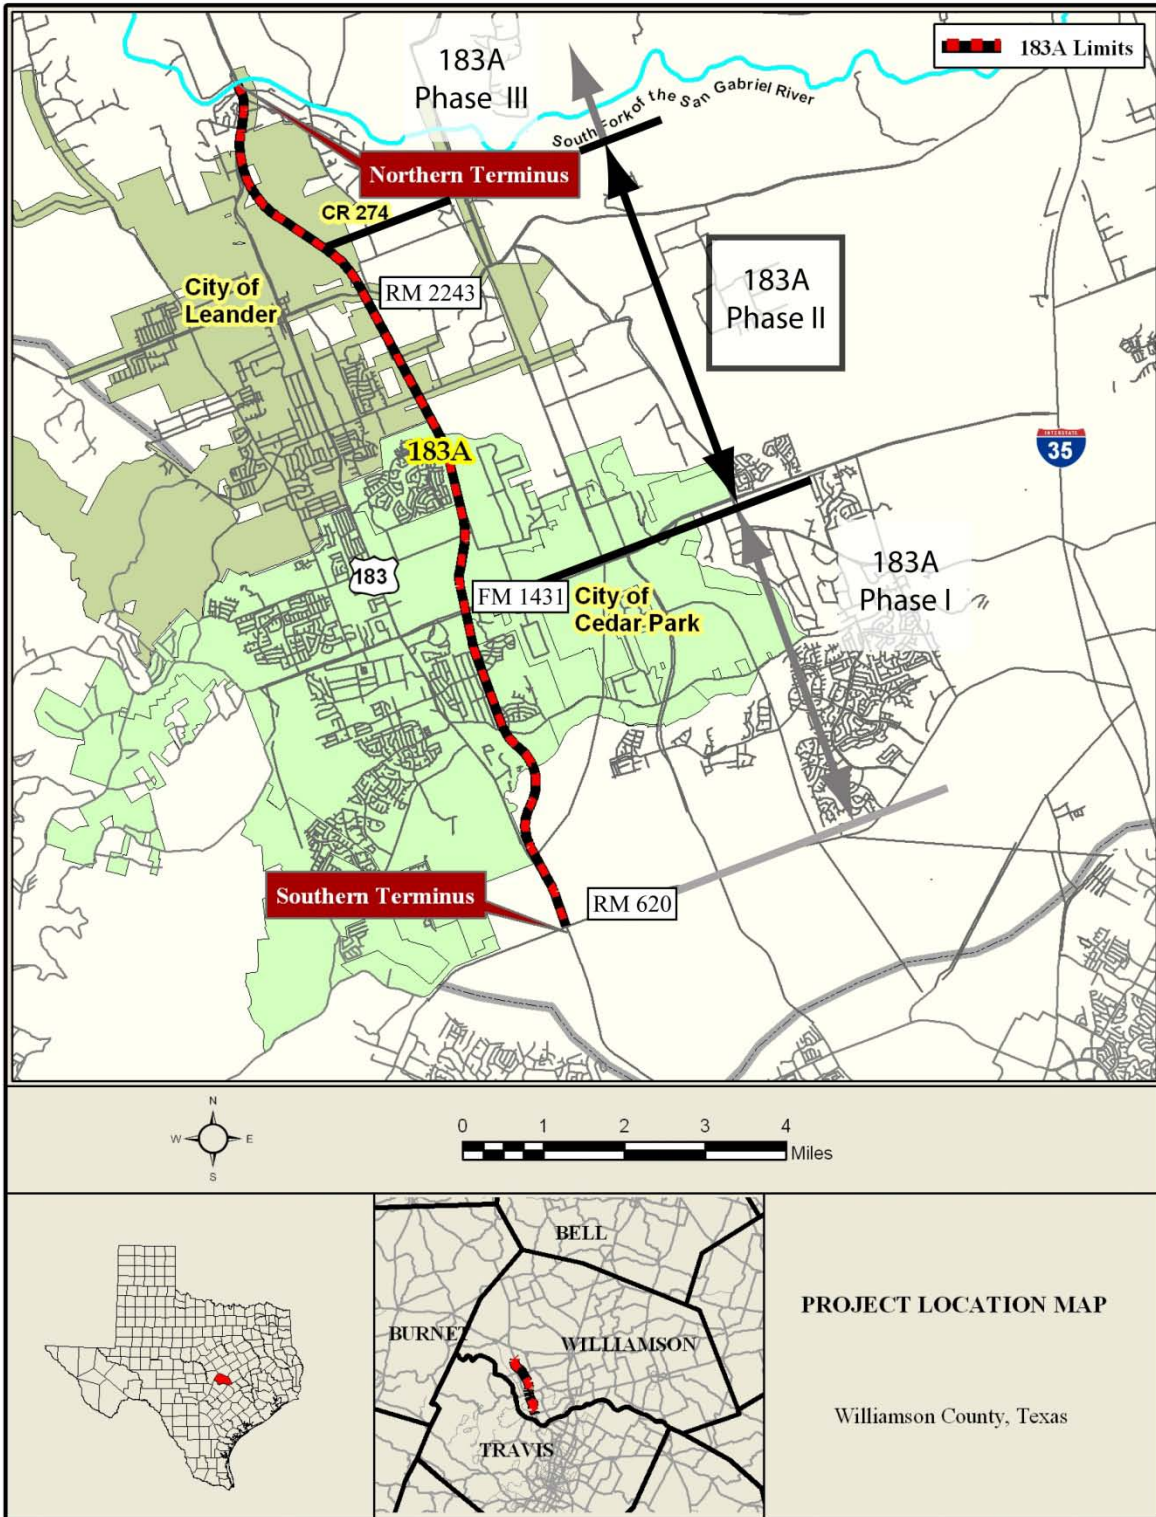 183A Limits
183A
Phase III
South Fork of the San Gabriel River
Northern Terminus
CR 274
RM 2243
City of
Leander
183A
Phase II
183A
INTERSTATE
35
183
FM 1431
City of
Cedar Park
183A
Phase I
Southern Terminus
RM 620
N
W E
S
0 1 2 3 4
Miles
BELL
BURNET
WILLIAMSON
TRAVIS
PROJECT LOCATION MAP
Williamson County, Texas